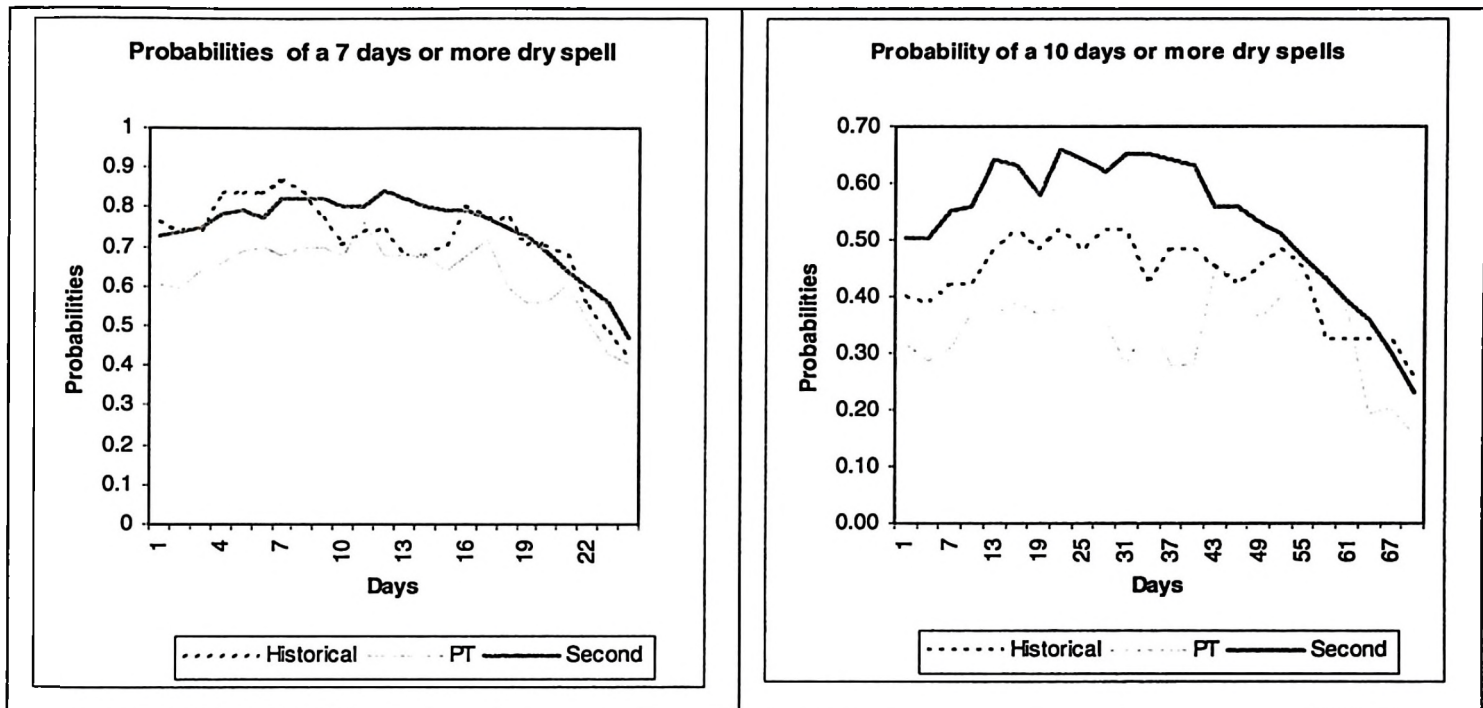 Probabilities of a 7 days or more dry spell
1
0.9
0.8
0.7
0.6
0.5
0.4
0.3
0.2
0.1
0
Probabilities
1 4 7 10 13 16 19 22
Days
Historical PT Second
Probability of a 10 days or more dry spells
0.70
0.60
0.50
0.40
0.30
0.20
0.10
0.00
Probabilities
1 7 13 19 25 31 37 43 49 55 61 67
Days
Historical PT Second